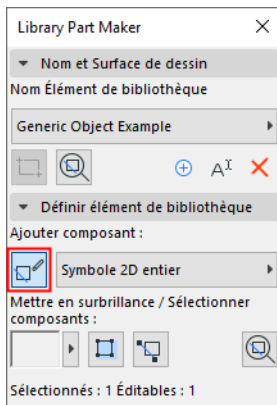 Library Part Maker
Nom et Surface de dessin
Nom Élément de bibliothèque
Generic Object Example
A
Définir élément de bibliothèque
Ajouter composant :
Symbole 2D entier
Mettre en surbrillance / Sélectionner
composants :
Sélectionnés : 1 Éditables : 1